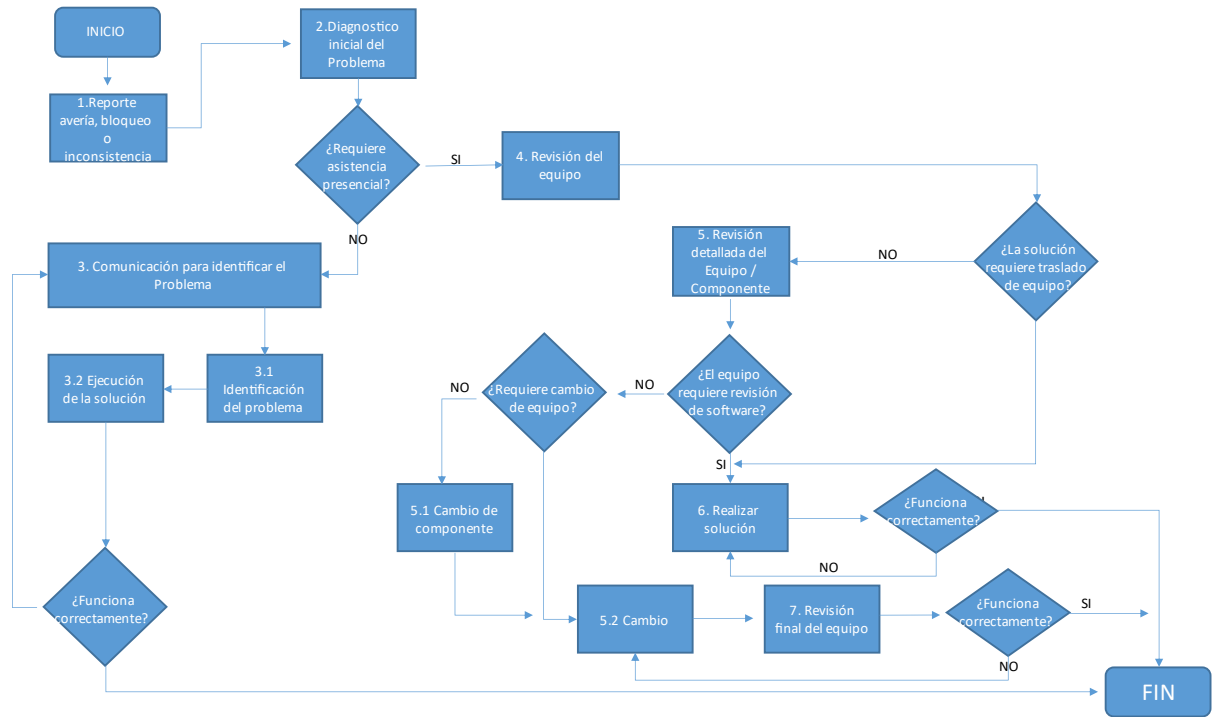 INICIO
1.Reporte
avería, bloqueo
o
inconsistencia
2.Diagnostico
inicial del
Problema
¿Requiere
asistencia
presencial?
SI
4. Revisión del
equipo
NO
3. Comunicación para identificar el
Problema
¿La solución
requiere traslado
de equipo?
NO
5. Revisión
detallada del
Equipo /
Componente
3.1
Identificación
del problema
3.2 Ejecución
de la solución
¿El equipo
requiere revisión
de software?
NO
¿Requiere cambio
de equipo?
NO
SI
5.1 Cambio de
componente
6. Realizar
solución
¿Funciona
correctamente?
NO
¿Funciona
correctamente?
5.2 Cambio
7. Revisión
final del equipo
¿Funciona
correctamente?
SI
NO
FIN